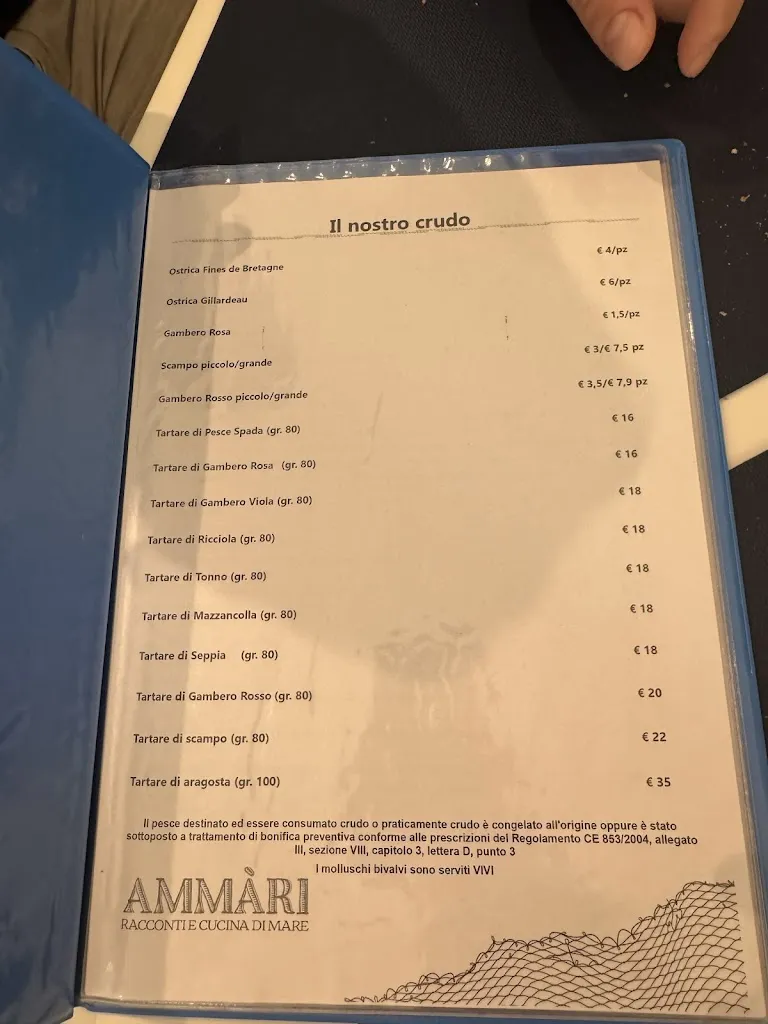 Il nostro crudo
Ostrica Fines de Bretagne € 4/pz
Ostrica Gillardeau € 6/pz
Gambero Rosa € 1,5/pz
Scampo piccolo/grande € 3/€ 7,5 pz
Gambero Rosso piccolo/grande € 3,5/€ 7,9 pz
Tartare di Pesce Spada (gr. 80) € 16
Tartare di Gambero Rosa (gr. 80) € 16
Tartare di Gambero Viola (gr. 80) € 18
Tartare di Ricciola (gr. 80) € 18
Tartare di Tonno (gr. 80) € 18
Tartare di Mazzancolla (gr. 80) € 18
Tartare di Seppia (gr. 80) € 18
Tartare di Gambero Rosso (gr. 80) € 20
Tartare di scampo (gr. 80) € 22
Tartare di aragosta (gr. 100) € 35
Il pesce destinato ed essere consumato crudo o praticamente crudo è congelato all'origine oppure è stato
sottoposto a trattamento di bonifica preventiva conforme alle prescrizioni del Regolamento CE 853/2004, allegato
III, sezione VIII, capitolo 3, lettera D, punto 3
I molluschi bivalvi sono serviti VIVI
AMMÀRI
RACCONTI E CUCINA DI MARE